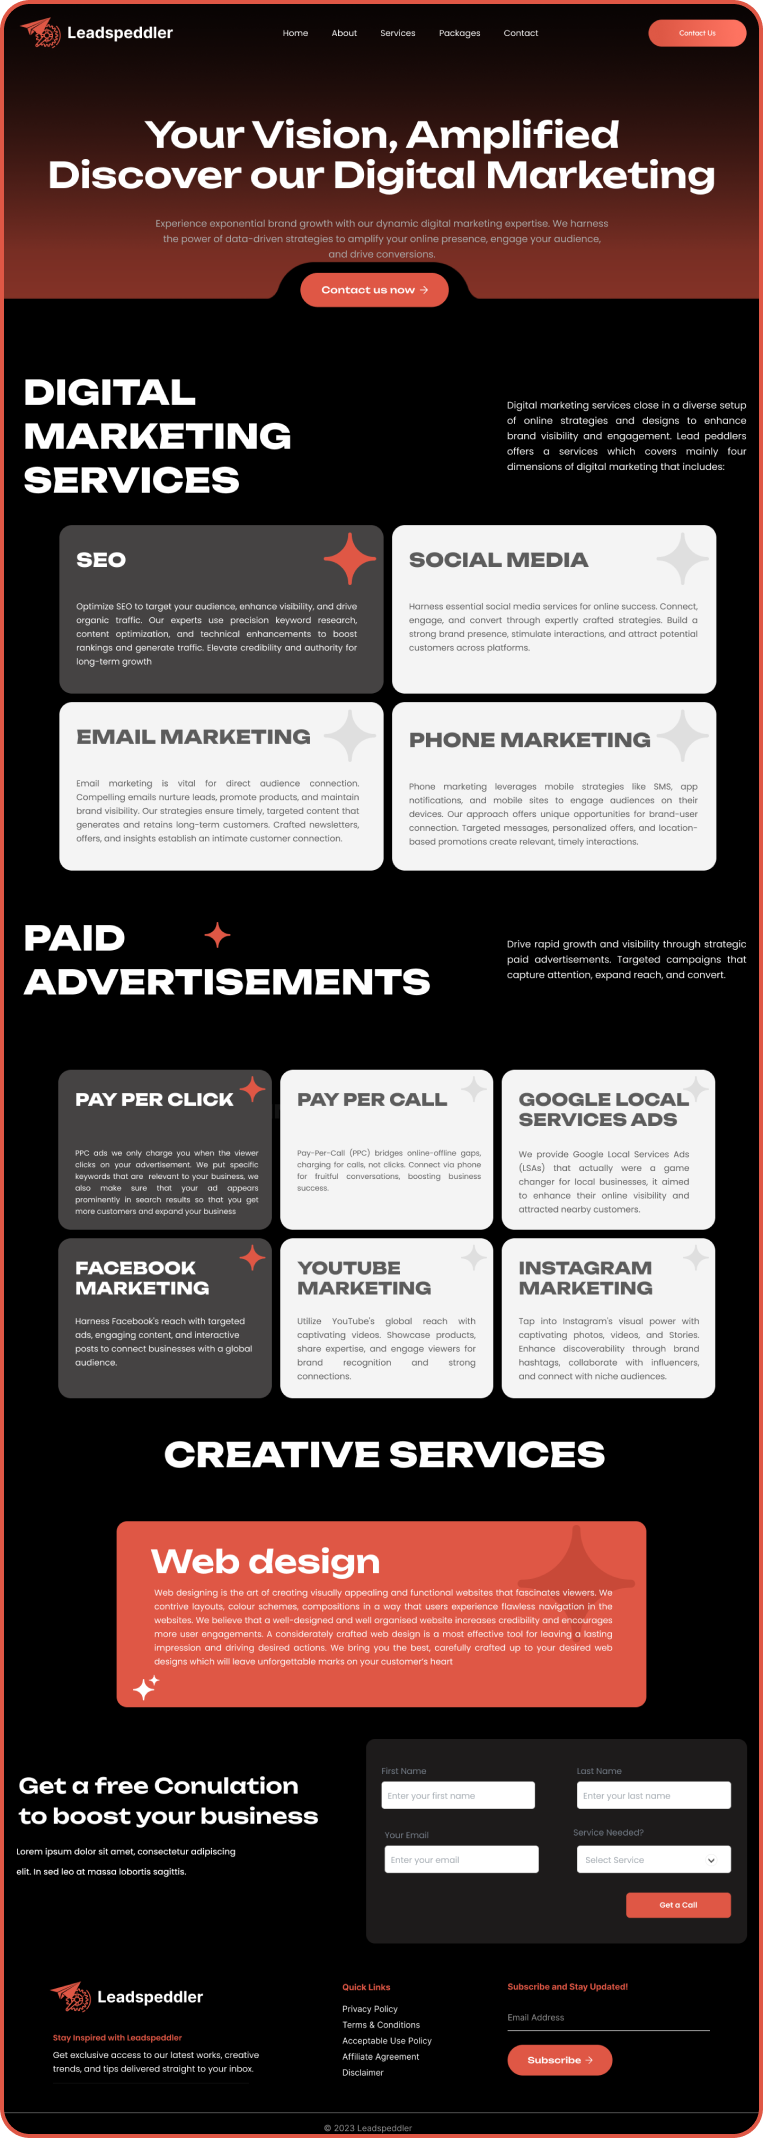 Leadspeddler
Home About Services Packages Contact
Contact Us
Your Vision, Amplified
Discover our Digital Marketing
Experience exponential brand growth with our dynamic digital marketing expertise. We harness
the power of data-driven strategies to amplify your online presence, engage your audience,
and drive conversions.
Contact us now →
DIGITAL
MARKETING
SERVICES
Digital marketing services close in a diverse setup
of online strategies and designs to enhance
brand visibility and engagement. Lead peddlers
offers a services which covers mainly four
dimensions of digital marketing that includes:
SEO
Optimize SEO to target your audience, enhance visibility, and drive
organic traffic. Our experts use precision keyword research,
content optimization, and technical enhancements to boost
rankings and generate traffic. Elevate credibility and authority for
long-term growth
SOCIAL MEDIA
Harness essential social media services for online success. Connect,
engage, and convert through expertly crafted strategies. Build a
strong brand presence, stimulate interactions, and attract potential
customers across platforms.
EMAIL MARKETING
Email marketing is vital for direct audience connection.
Compelling emails nurture leads, promote products, and maintain
brand visibility. Our strategies ensure timely, targeted content that
generates and retains long-term customers. Crafted newsletters,
offers, and insights establish an intimate customer connection.
PHONE MARKETING
Phone marketing leverages mobile strategies like SMS, app
notifications, and mobile sites to engage audiences on their
devices. Our approach offers unique opportunities for brand-user
connection. Targeted messages, personalized offers, and location-
based promotions create relevant, timely interactions.
PAID
ADVERTISEMENTS
Drive rapid growth and visibility through strategic
paid advertisements. Targeted campaigns that
capture attention, expand reach, and convert.
PAY PER CLICK
PPC ads we only charge you when the viewer
clicks on your advertisement. We put specific
keywords that are relevant to your business, we
also make sure that your ad appears
prominently in search results so that you get
more customers and expand your business
PAY PER CALL
Pay-Per-Call (PPC) bridges online-offline gaps,
charging for calls, not clicks. Connect via phone
for fruitful conversations, boosting business
success.
GOOGLE LOCAL
SERVICES ADS
We provide Google Local Services Ads
(LSAs) that actually were a game
changer for local businesses, it aimed
to enhance their online visibility and
attracted nearby customers.
FACEBOOK
MARKETING
Harness Facebook's reach with targeted
ads, engaging content, and interactive
posts to connect businesses with a global
audience.
YOUTUBE
MARKETING
Utilize YouTube's global reach with
captivating videos. Showcase products,
share expertise, and engage viewers for
brand recognition and strong
connections.
INSTAGRAM
MARKETING
Tap into Instagram's visual power with
captivating photos, videos, and Stories.
Enhance discoverability through brand
hashtags, collaborate with influencers,
and connect with niche audiences.
CREATIVE SERVICES
Web design
Web designing is the art of creating visually appealing and functional websites that fascinates viewers. We
contrive layouts, colour schemes, compositions in a way that users experience flawless navigation in the
websites. We believe that a well-designed and well organised website increases credibility and encourages
more user engagements. A considerately crafted web design is a most effective tool for leaving a lasting
impression and driving desired actions. We bring you the best, carefully crafted up to your desired web
designs which will leave unforgettable marks on your customer's heart
Get a free Conulation
to boost your business
Lorem ipsum dolor sit amet, consectetur adipiscing
elit. In sed leo at massa lobortis sagittis.
First Name
Enter your first name
Last Name
Enter your last name
Your Email
Enter your email
Service Needed?
Select Service
Get a Call
Leadspeddler
Stay Inspired with Leadspeddler
Get exclusive access to our latest works, creative
trends, and tips delivered straight to your inbox.
Quick Links
Privacy Policy
Terms & Conditions
Acceptable Use Policy
Affiliate Agreement
Disclaimer
Subscribe and Stay Updated!
Email Address
Subscribe →
© 2023 Leadspeddler